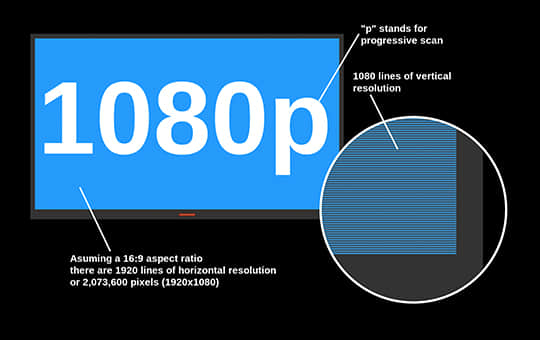 "p" stands for
progressive scan
1080p
1080 lines of vertical
resolution
Asuming a 16:9 aspect ratio
there are 1920 lines of horizontal resolution
or 2,073,600 pixels (1920x1080)